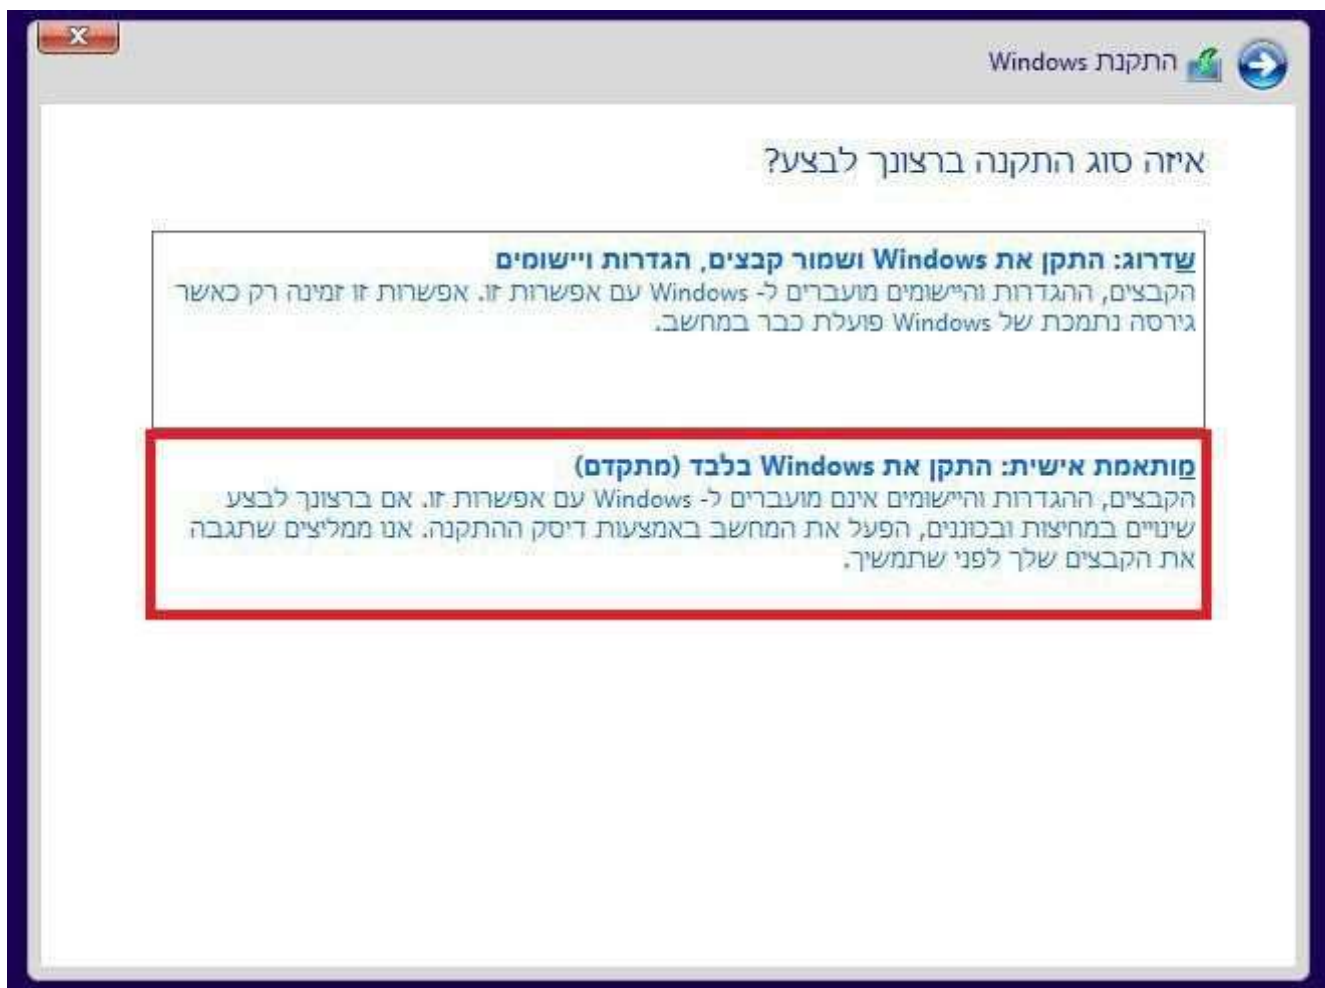 התקנת Windows
איזה סוג התקנה ברצונך לבצע?
שדרוג: התקן את Windows ושמור קבצים, הגדרות ויישומים
הקבצים, ההגדרות והיישומים מועברים ל- Windows עם אפשרות זו. אפשרות זו זמינה רק כאשר
גירסה נתמכת של Windows פועלת כבר במחשב.
מותאמת אישית: התקן את Windows בלבד (מתקדם)
הקבצים, ההגדרות והיישומים אינם מועברים ל- Windows עם אפשרות זו. אם ברצונך לבצע
שינויים במחיצות ובכוננים, הפעל את המחשב באמצעות דיסק ההתקנה. אנו ממליצים שתגבה
את הקבצים שלך לפני שתמשיך.